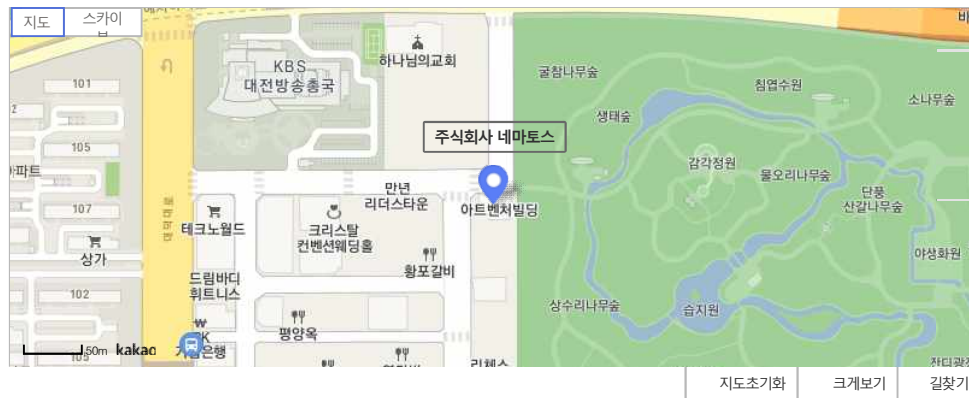 지도
스카이
뷰
KBS
대전방송총국
하나님의교회
굴참나무숲
침엽수원
소나무숲
생태숲
101
105
주식회사 네마토스
감각정원
물오리나무숲
단풍
산갈나무숲
107
대덕대로
테크노월드
만년
리더스타운
크리스탈
컨벤션웨딩홀
아트벤처빌딩
상가
황포갈비
야생화원
드림바디
휘트니스
102
상수리나무숲
습지원
평양옥
50m
kakao
지도초기화
크게보기
길찾기